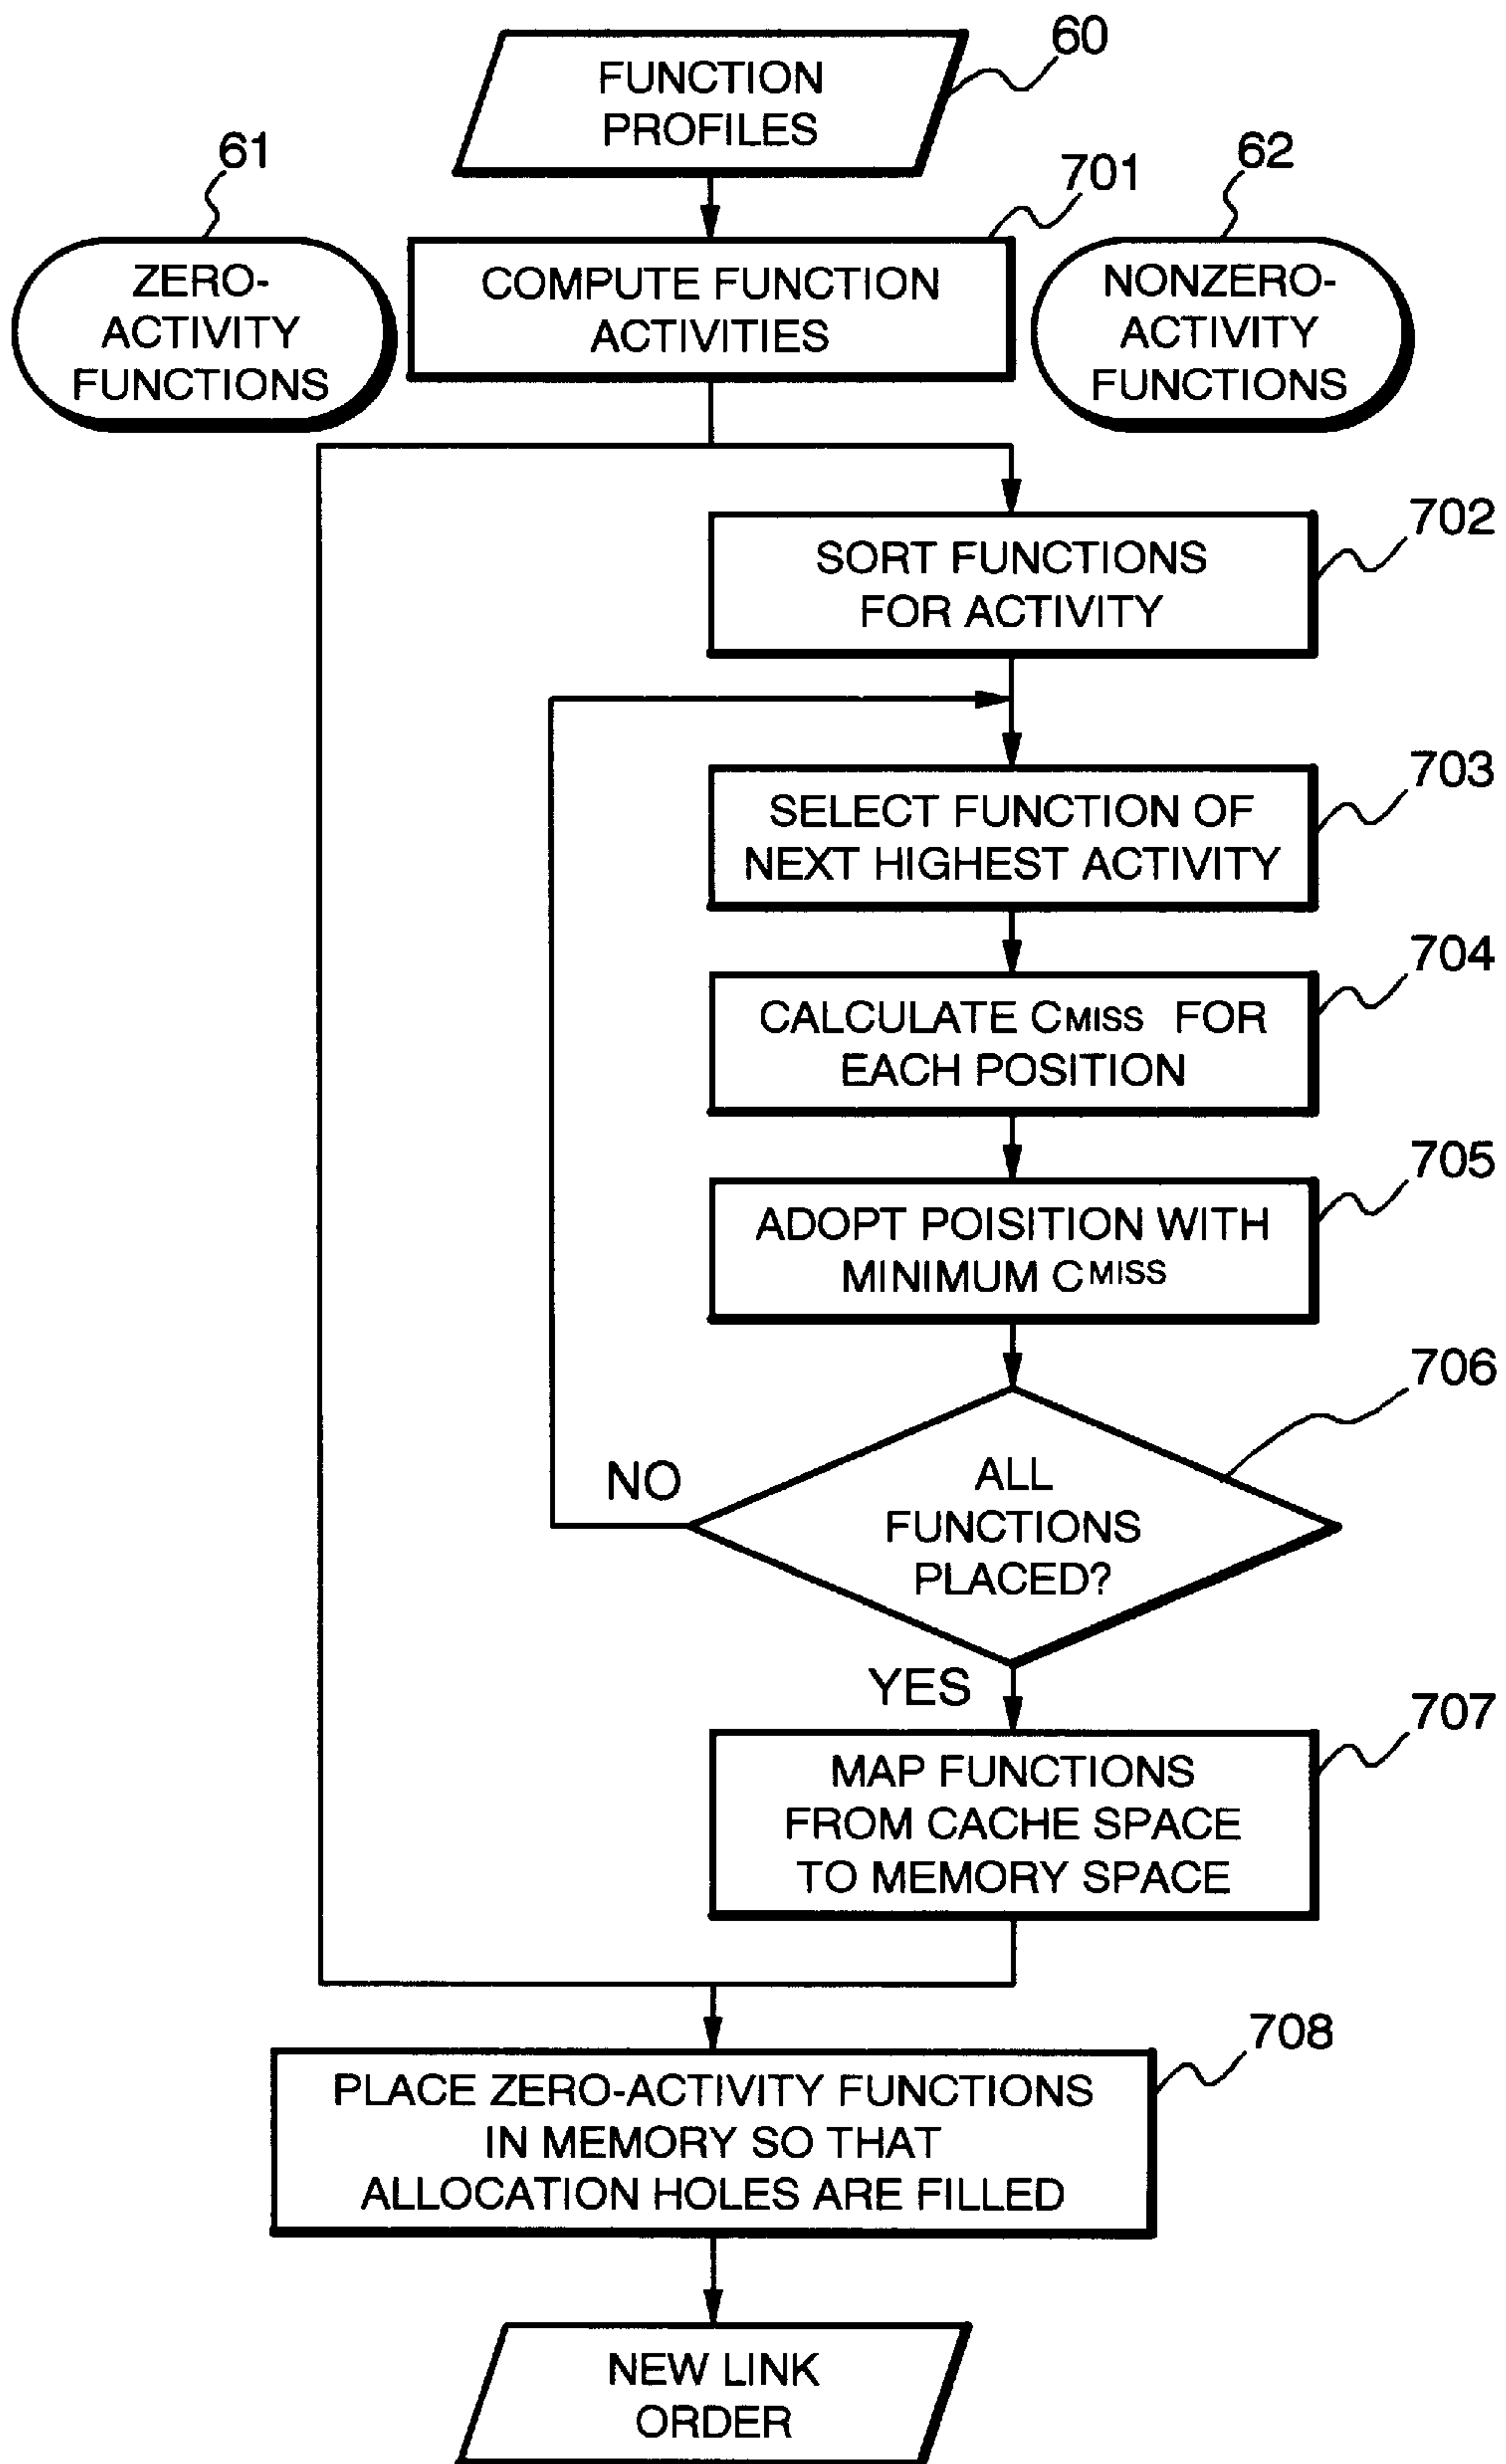 60
FUNCTION
PROFILES
61
701
62
ZERO-
ACTIVITY
FUNCTIONS
COMPUTE FUNCTION
ACTIVITIES
NONZERO-
ACTIVITY
FUNCTIONS
702
SORT FUNCTIONS
FOR ACTIVITY
703
SELECT FUNCTION OF
NEXT HIGHEST ACTIVITY
704
CALCULATE CMISS FOR
EACH POSITION
705
ADOPT POISITION WITH
MINIMUM CMISS
706
NO
ALL
FUNCTIONS
PLACED?
YES
707
MAP FUNCTIONS
FROM CACHE SPACE
TO MEMORY SPACE
708
PLACE ZERO-ACTIVITY FUNCTIONS
IN MEMORY SO THAT
ALLOCATION HOLES ARE FILLED
NEW LINK
ORDER